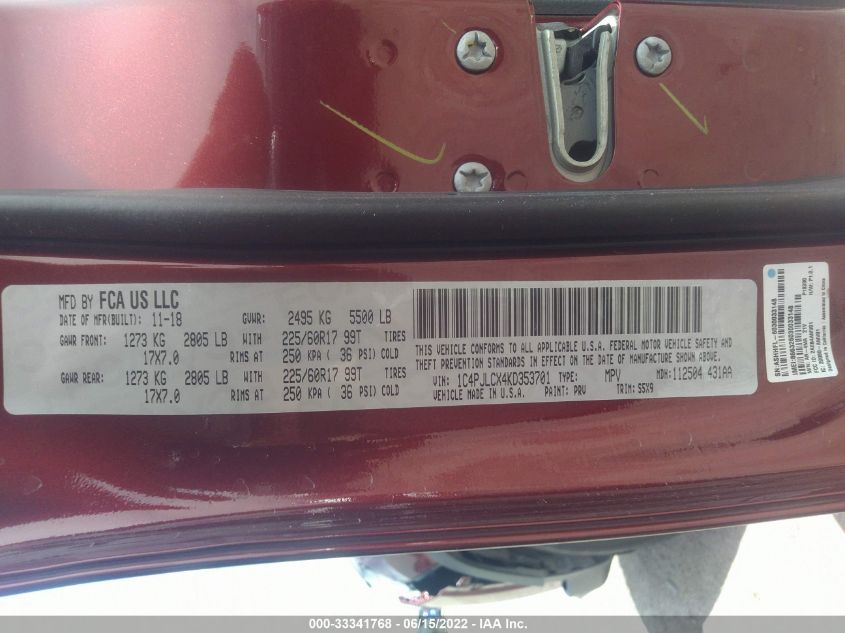 MFD BY FCA US LLC
DATE OF MFR(BUILT): 11-18 GVWR: 2495 KG 5500 LB
GAWR FRONT: 1273 KG 2805 LB WITH 225/60R17 99T TIRES
17X7.0 RIMS AT 250 KPA ( 36 PSI) COLD
GAWR REAR: 1273 KG 2805 LB WITH 225/60R17 99T TIRES
17X7.0 RIMS AT 250 KPA ( 36 PSI) COLD
THIS VEHICLE CONFORMS TO ALL APPLICABLE U.S.A. FEDERAL MOTOR VEHICLE SAFETY AND
THEFT PREVENTION STANDARDS IN EFFECT ON THE DATE OF MANUFACTURE SHOWN ABOVE.
VIN: 1C4PJLCX4KD353701 TYPE: MPV MDH: 112504 431AA
VEHICLE MADE IN U.S.A. PAINT: PRV TRIM: S5X9
000-33341768 - 06/15/2022 - IAA Inc.